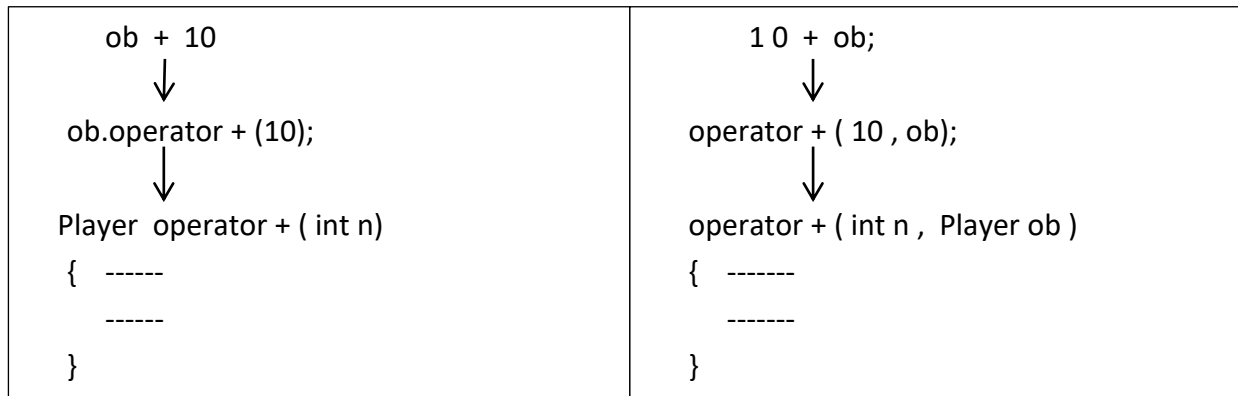 ob + 10
ob.operator + (10);
Player operator + ( int n)
{ ------
------
}
1 0 + ob;
operator + ( 10 , ob);
operator + ( int n , Player ob )
{ -------
-------
}